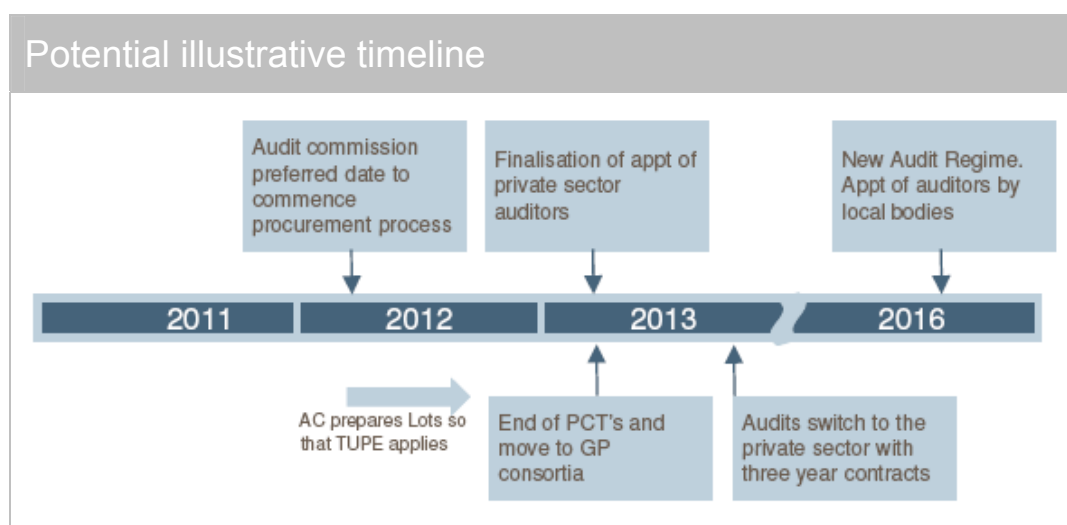 Potential illustrative timeline
Audit commission
preferred date to
commence
procurement process
Finalisation of appt of
private sector
auditors
New Audit Regime.
Appt of auditors by
local bodies
2011
2012
2013
2016
AC prepares Lots so
that TUPE applies
End of PCT's and
move to GP
consortia
Audits switch to the
private sector with
three year contracts